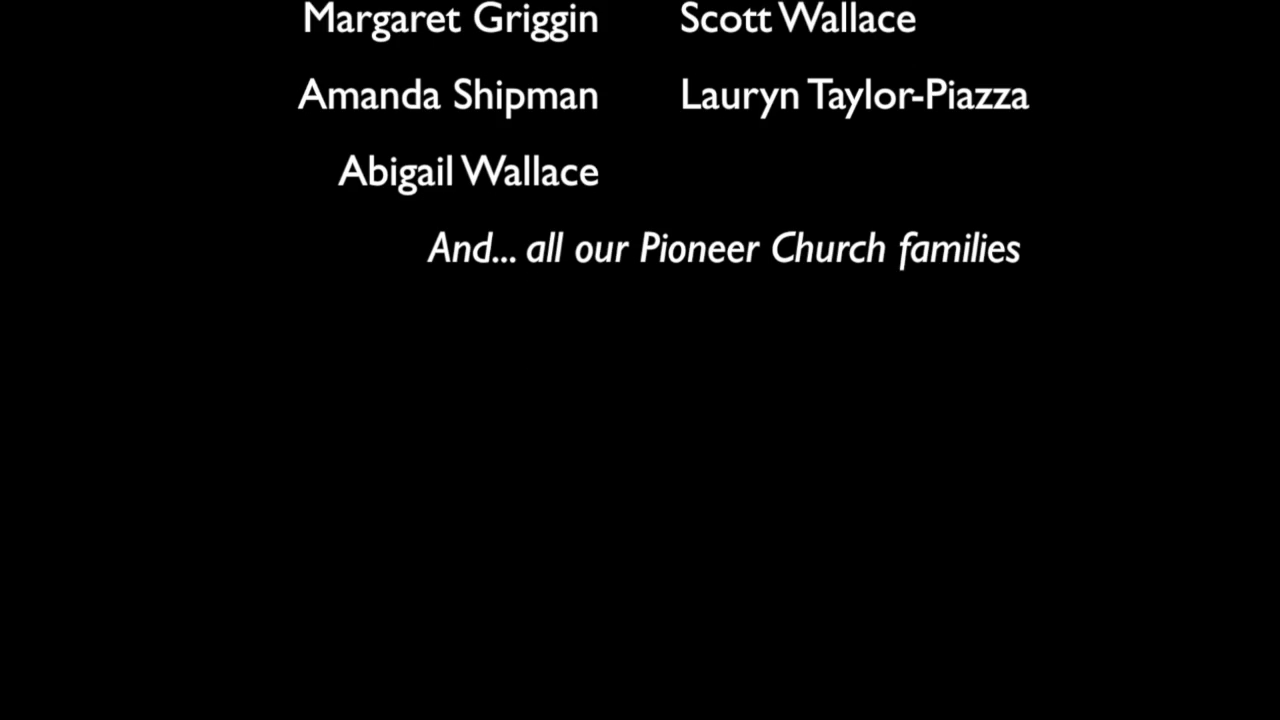 Margaret Griggin Scott Wallace
Amanda Shipman Lauryn Taylor-Piazza
Abigail Wallace
And... all our Pioneer Church families